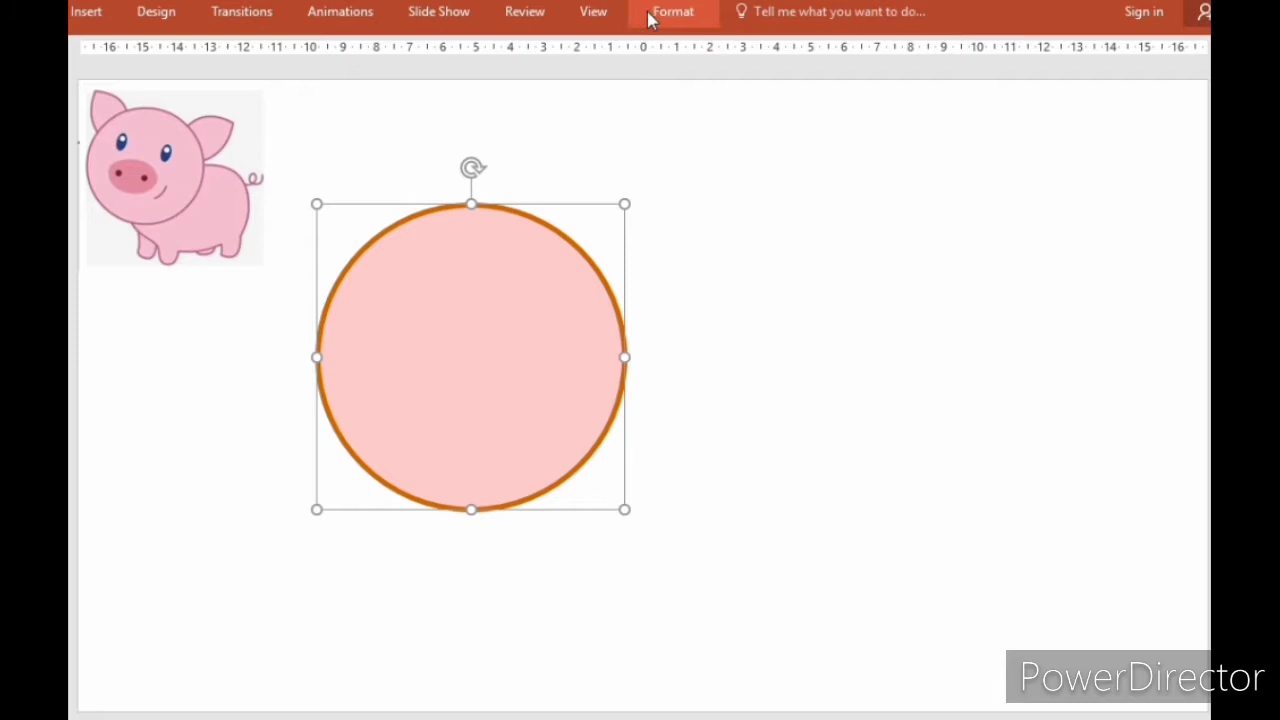 Insert Design Transitions Animations Slide Show Review View Format Tell me what you want to do... Sign in
16 15 14 13 12 11 10 9 8 7 6 5 4 3 2 1 0 1 2 3 4 5 6 7 8 9 10 11 12 13 14 15 16
PowerDirector